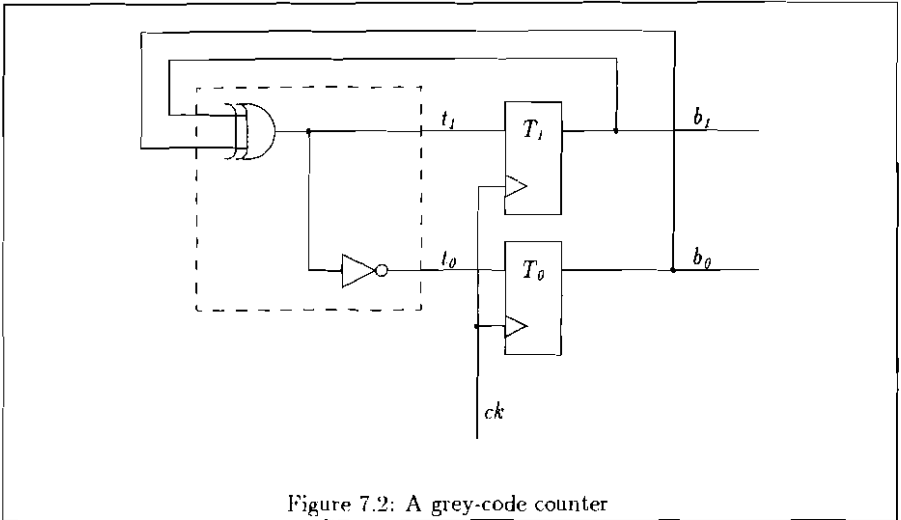 t₁
T₁
b₁
t₀
T₀
b₀
ck
Figure 7.2: A grey-code counter